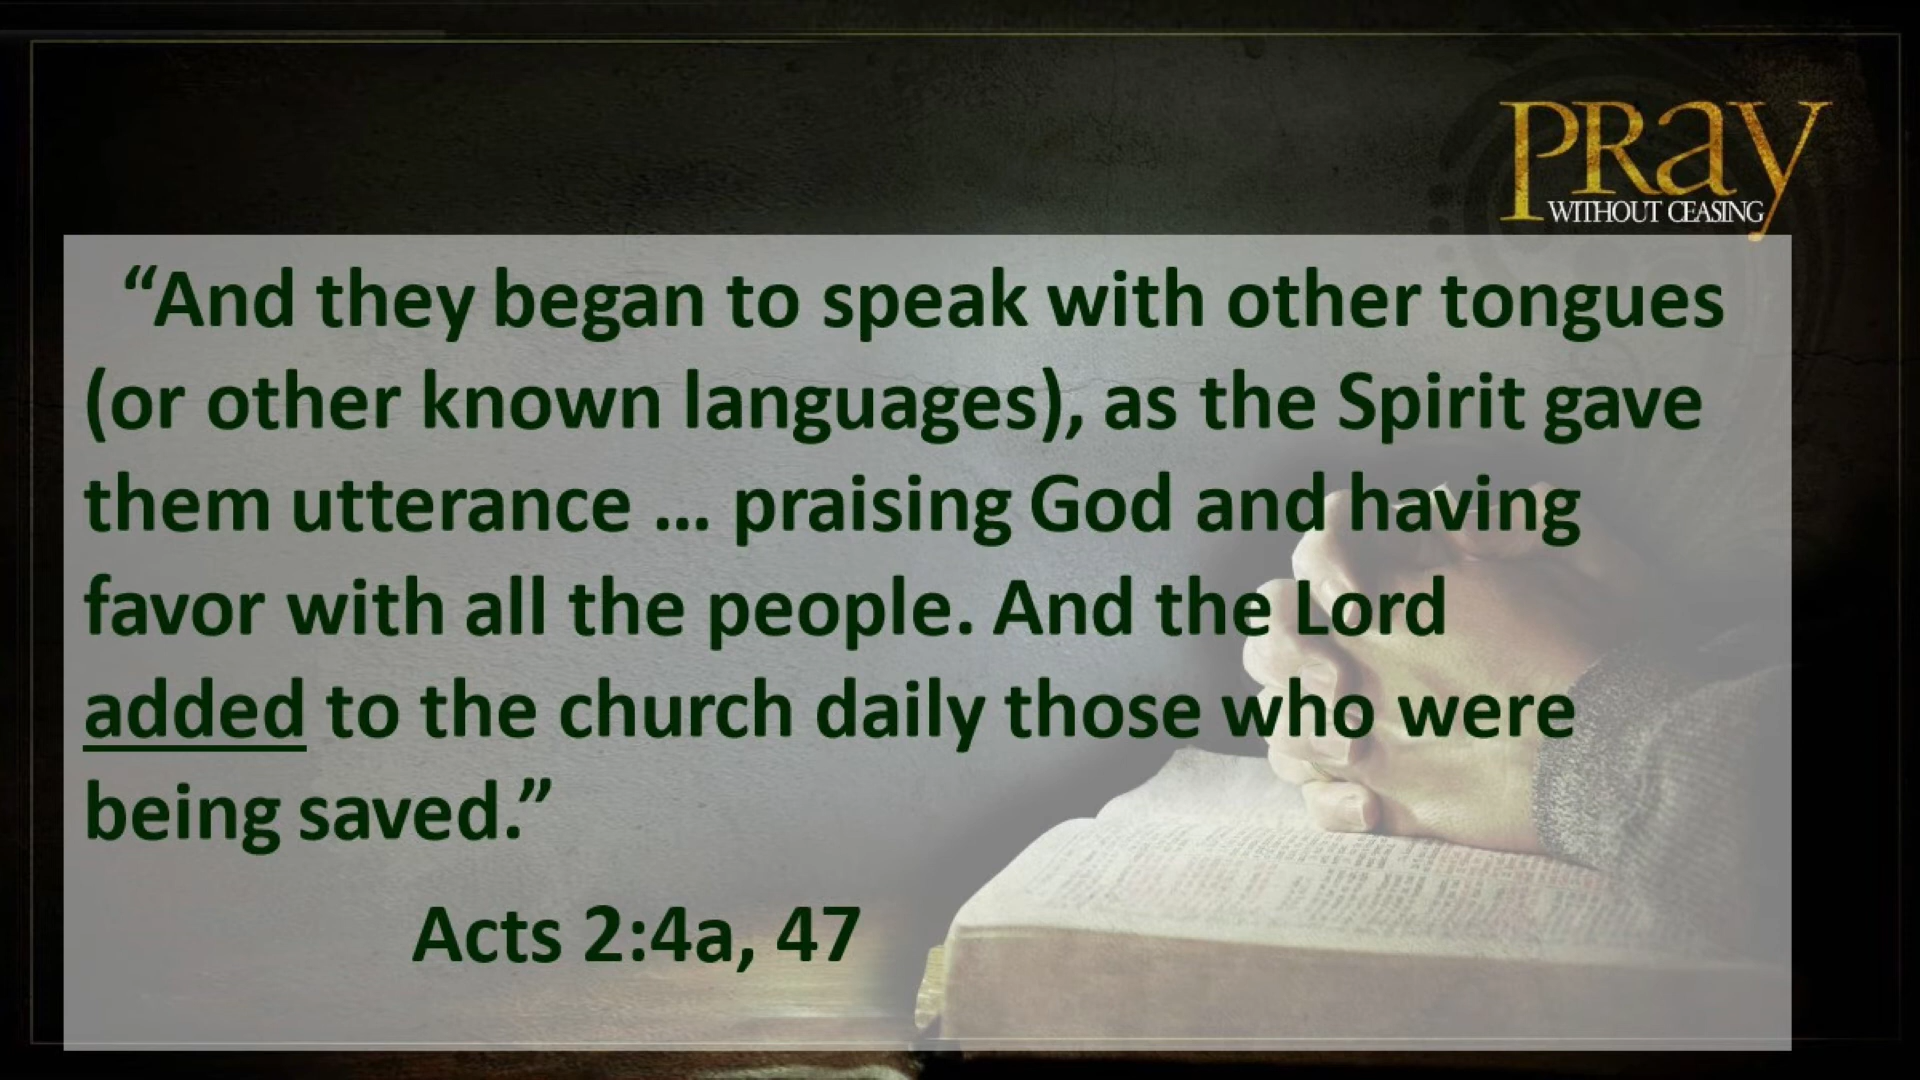 PRay
WITHOUT CEASING
“And they began to speak with other tongues
(or other known languages), as the Spirit gave
them utterance … praising God and having
favor with all the people. And the Lord
added to the church daily those who were
being saved.”
Acts 2:4a, 47